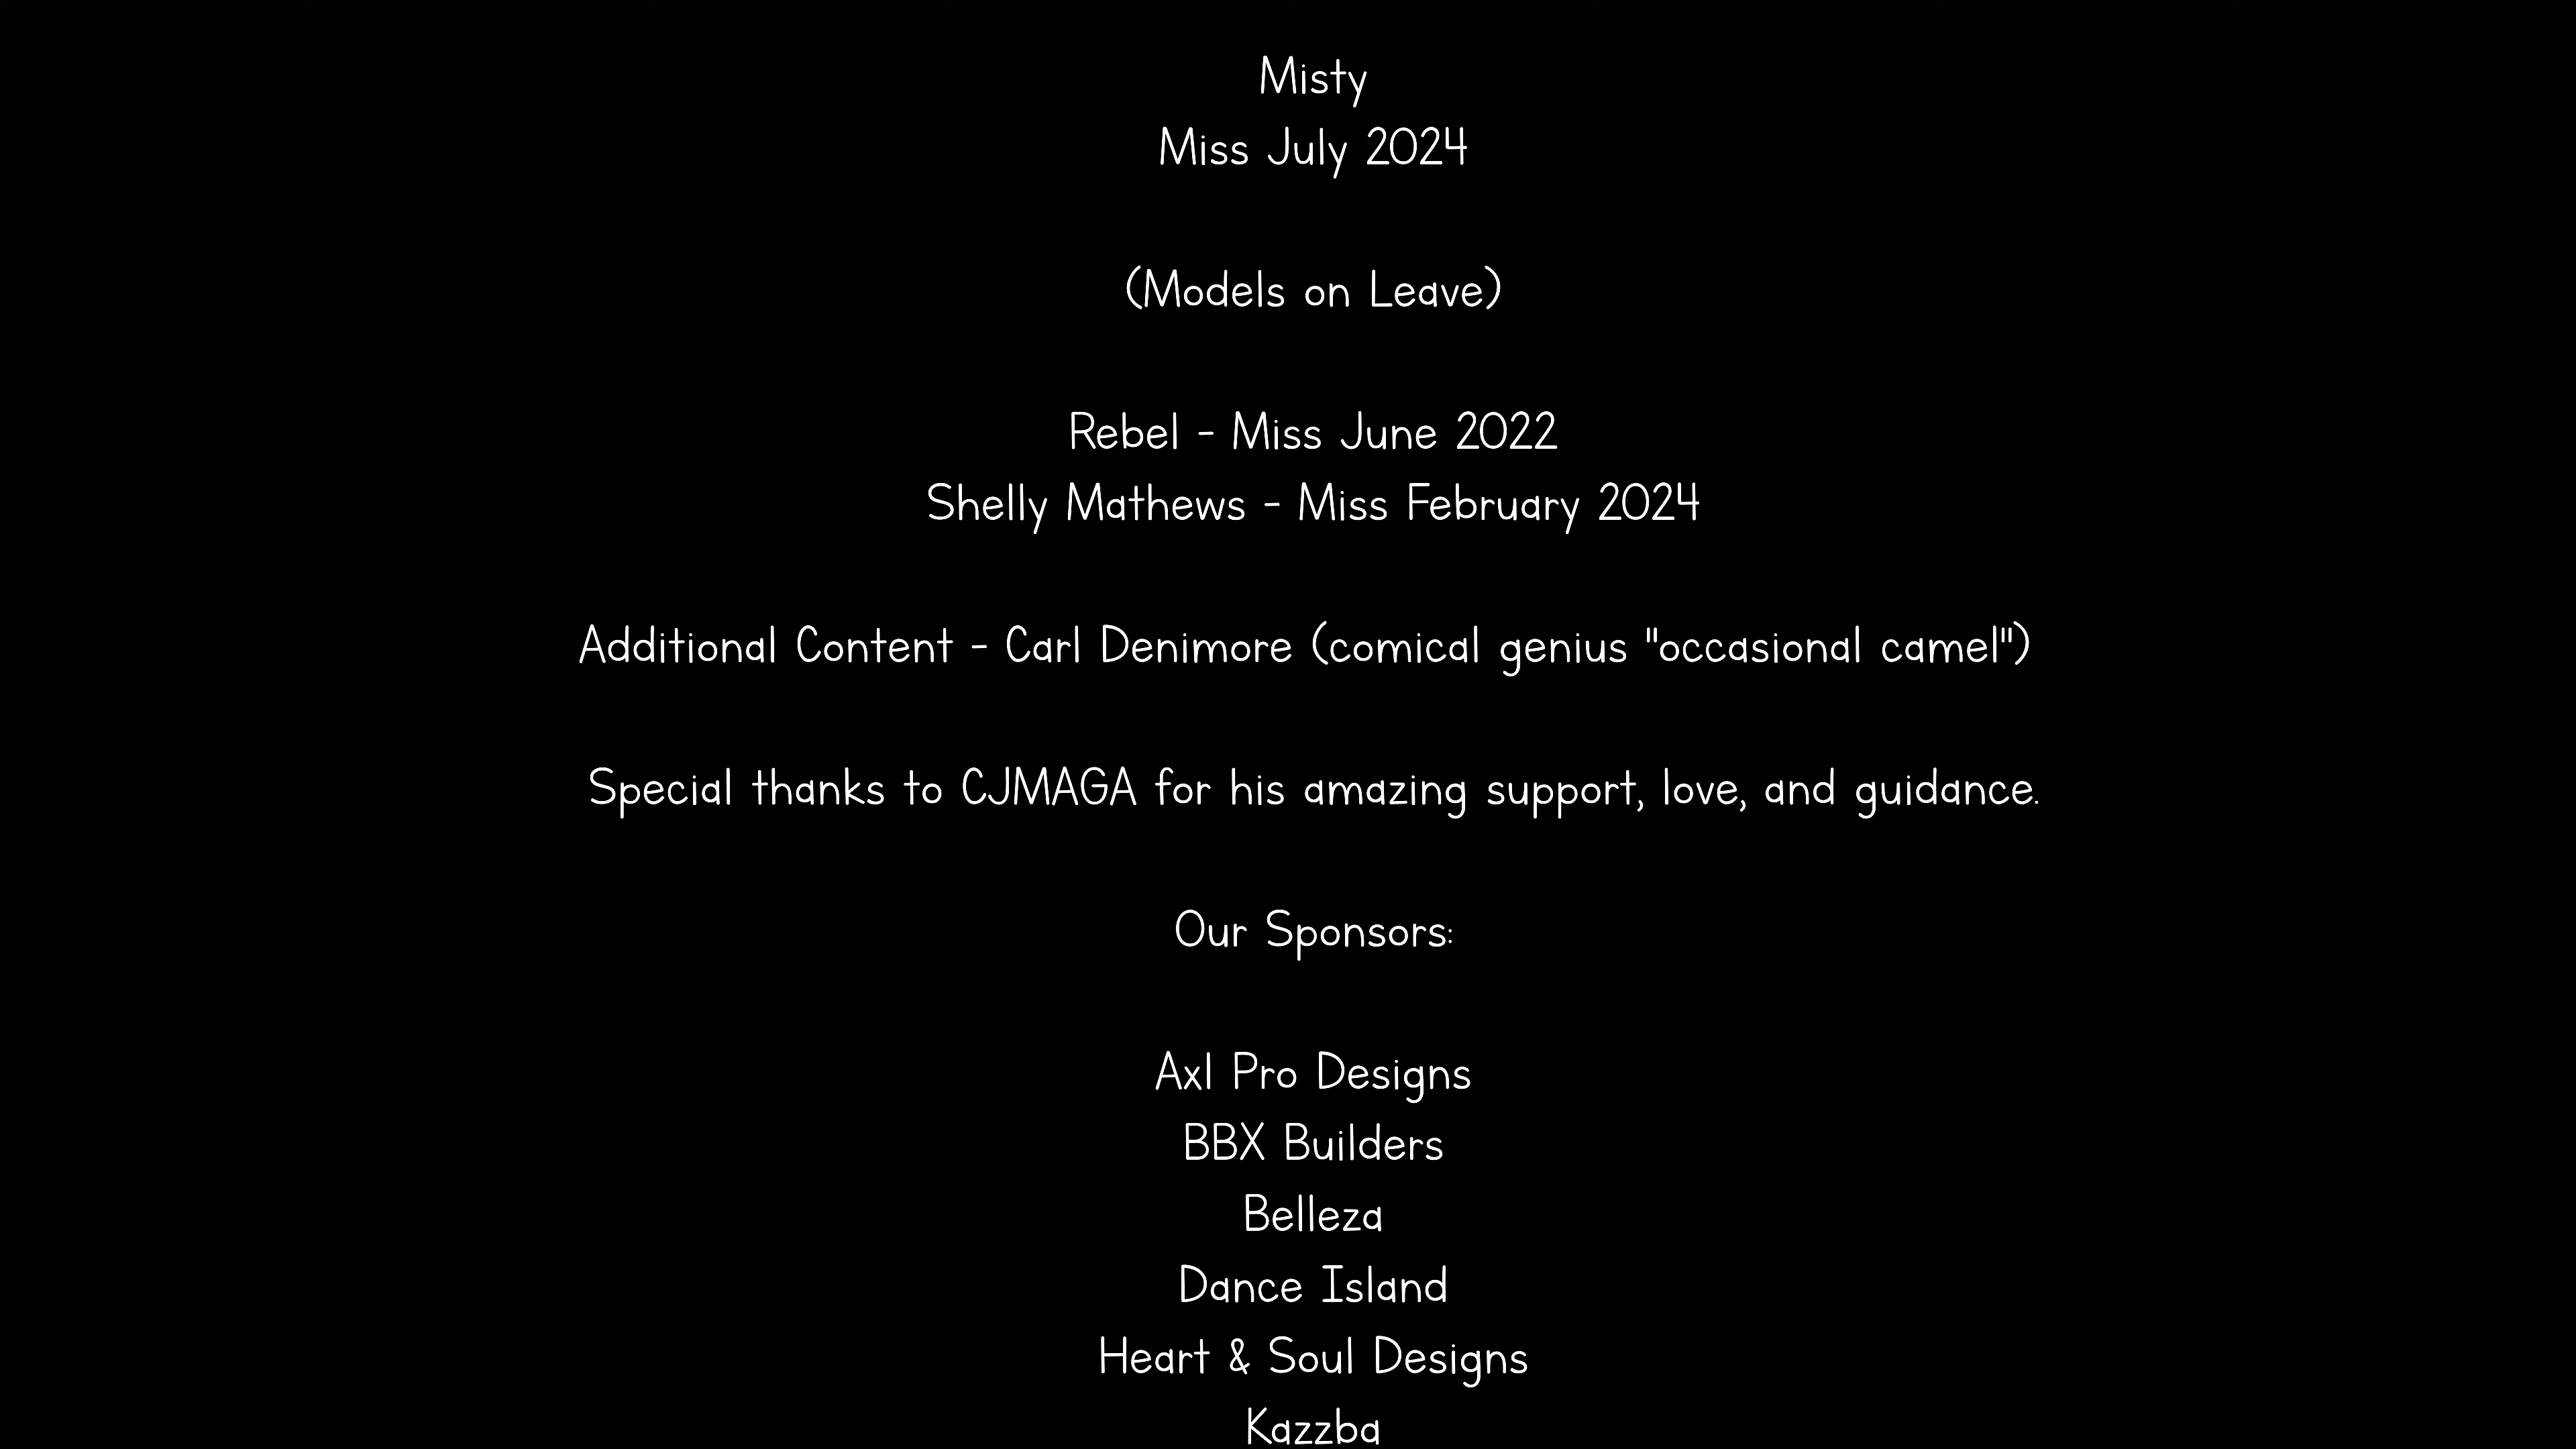 Misty
Miss July 2024
(Models on Leave)
Rebel - Miss June 2022
Shelly Mathews - Miss February 2024
Additional Content - Carl Denimore (comical genius "occasional camel")
Special thanks to CJMAGA for his amazing support, love, and guidance.
Our Sponsors:
Axl Pro Designs
BBX Builders
Belleza
Dance Island
Heart & Soul Designs
Kazzba